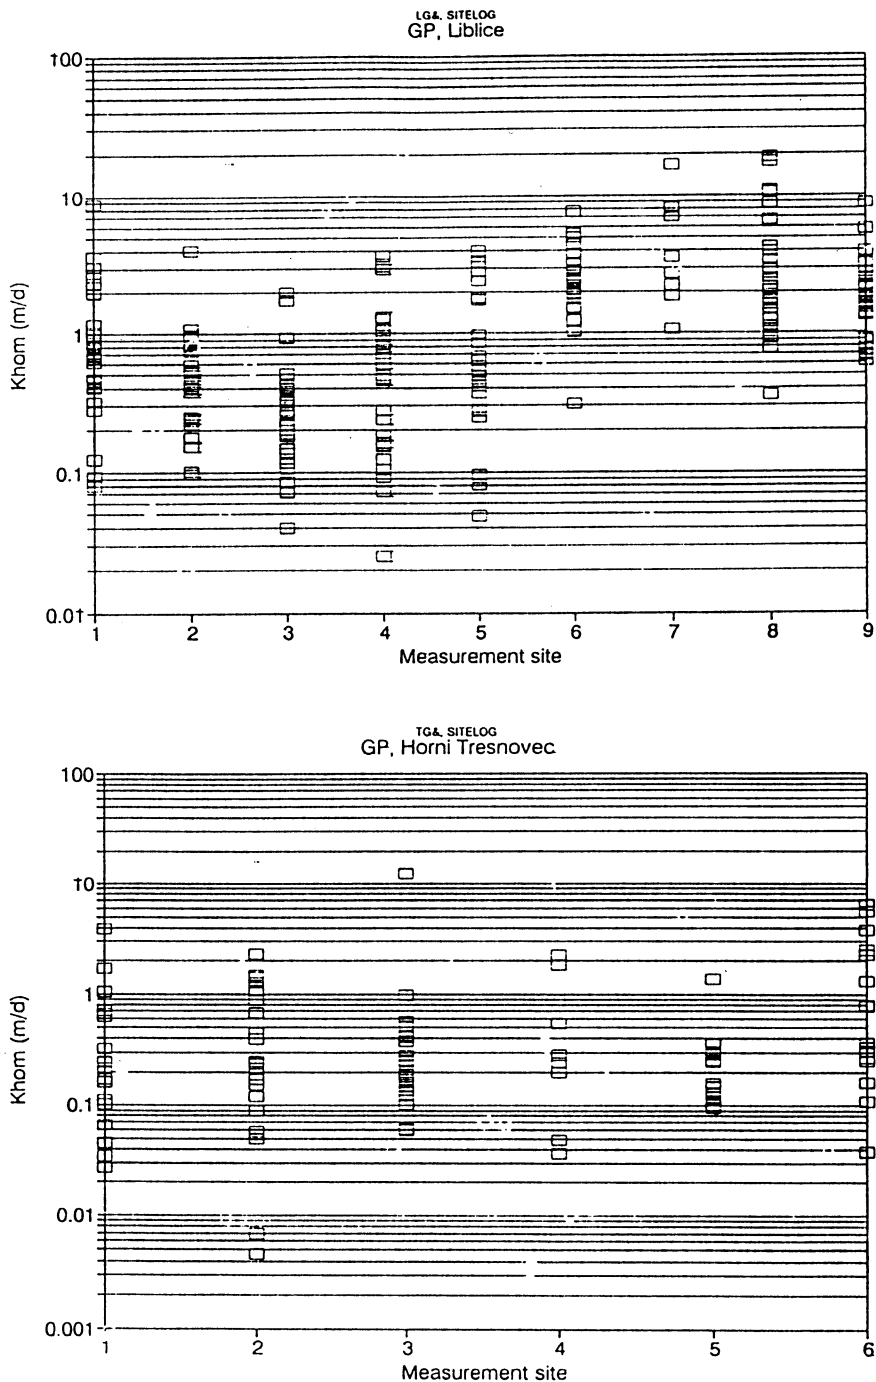 LG&. SITELOG
GP, Liblice
100
10
1
0.1
0.01
Khom (m/d)
1 2 3 4 5 6 7 8 9
Measurement site
TG&. SITELOG
GP, Horni Tresnovec
100
10
1
0.1
0.01
0.001
Khom (m/d)
1 2 3 4 5 6
Measurement site